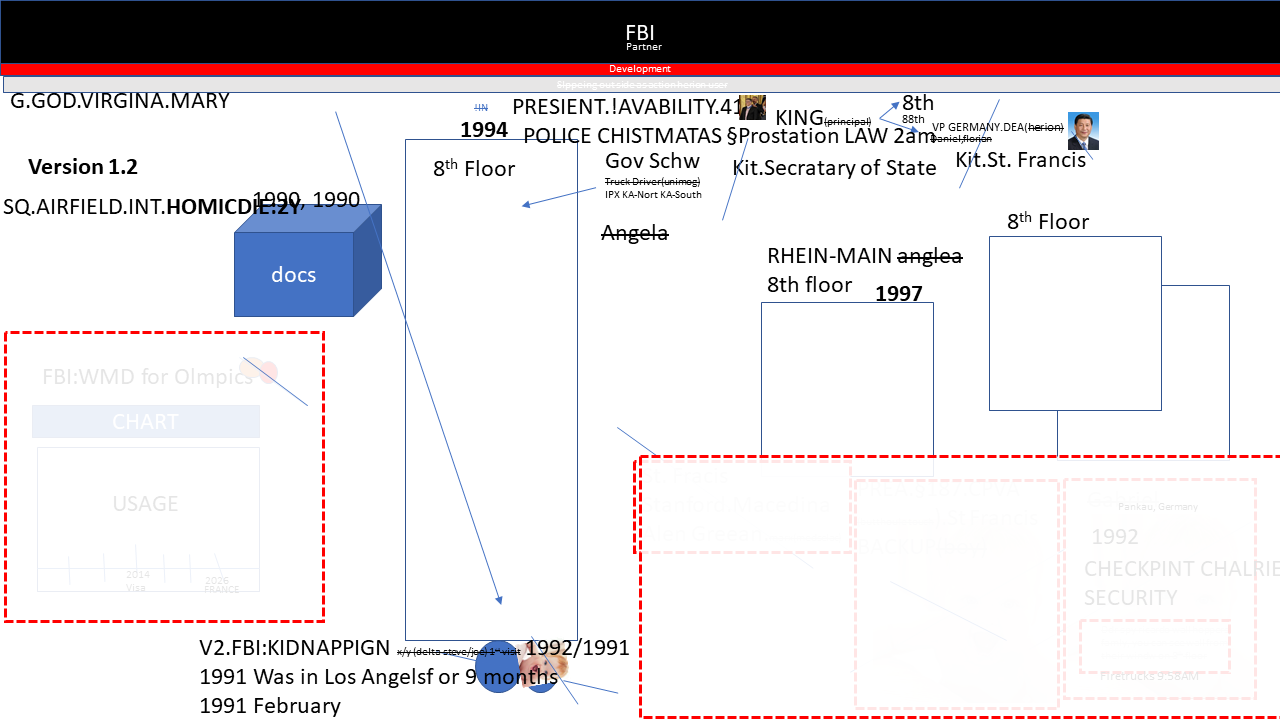 FBI
Partner
Development
G.GOD.VIRGINA.MARY
!IN
PRESIENT.!AVABILITY.41
KING(principal)
8th
88th
1994
POLICE CHISTMATAS §Prostation LAW 2am
VP GERMANY.DEA(herion)
Daniel,florian
Version 1.2
8th Floor
Gov Schw
Kit.Secratary of State
Kit.St. Francis
Truck Driver(unimog)
IPX KA-Nort KA-South
1990, 1990
SQ.AIRFIELD.INT.HOMICDIE:2Y
Angela
8th Floor
RHEIN-MAIN anglea
8th floor
1997
docs
FBI:WMD for Olmpics
CHART
USAGE
2014
Visa
2026
FRANCE
Pankau, Germany
1992
CHECKPINT CHALRIE
SECURITY
Firetrucks 9:58AM
V2.FBI:KIDNAPPIGN x/y (delta steve/joe) 1st visit 1992/1991
1991 Was in Los Angelsf or 9 months
1991 February